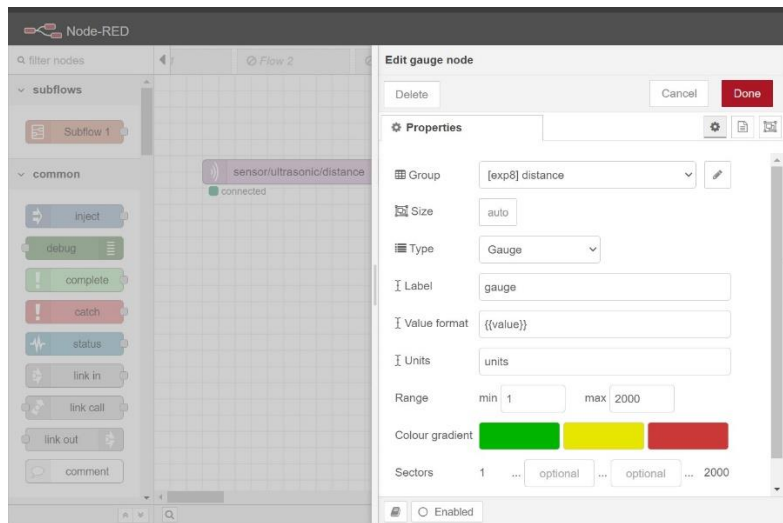 Node-RED
filter nodes
Flow 2
subflows
Subflow 1
common
inject
debug
complete
catch
status
link in
link call
link out
comment
sensor/ultrasonic/distance
connected
Edit gauge node
Delete
Cancel
Done
Properties
Group
[exp8] distance
Size
auto
Type
Gauge
Label
gauge
Value format
{{value}}
Units
units
Range
min 1
max 2000
Colour gradient
Sectors
1 ... optional ... optional ... 2000
Enabled